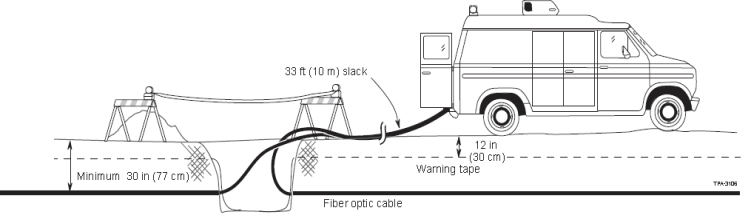 33 ft (10 m) slack
12 in
(30 cm)
Warning tape
Minimum 30 in (77 cm)
TPA-3106
Fiber optic cable